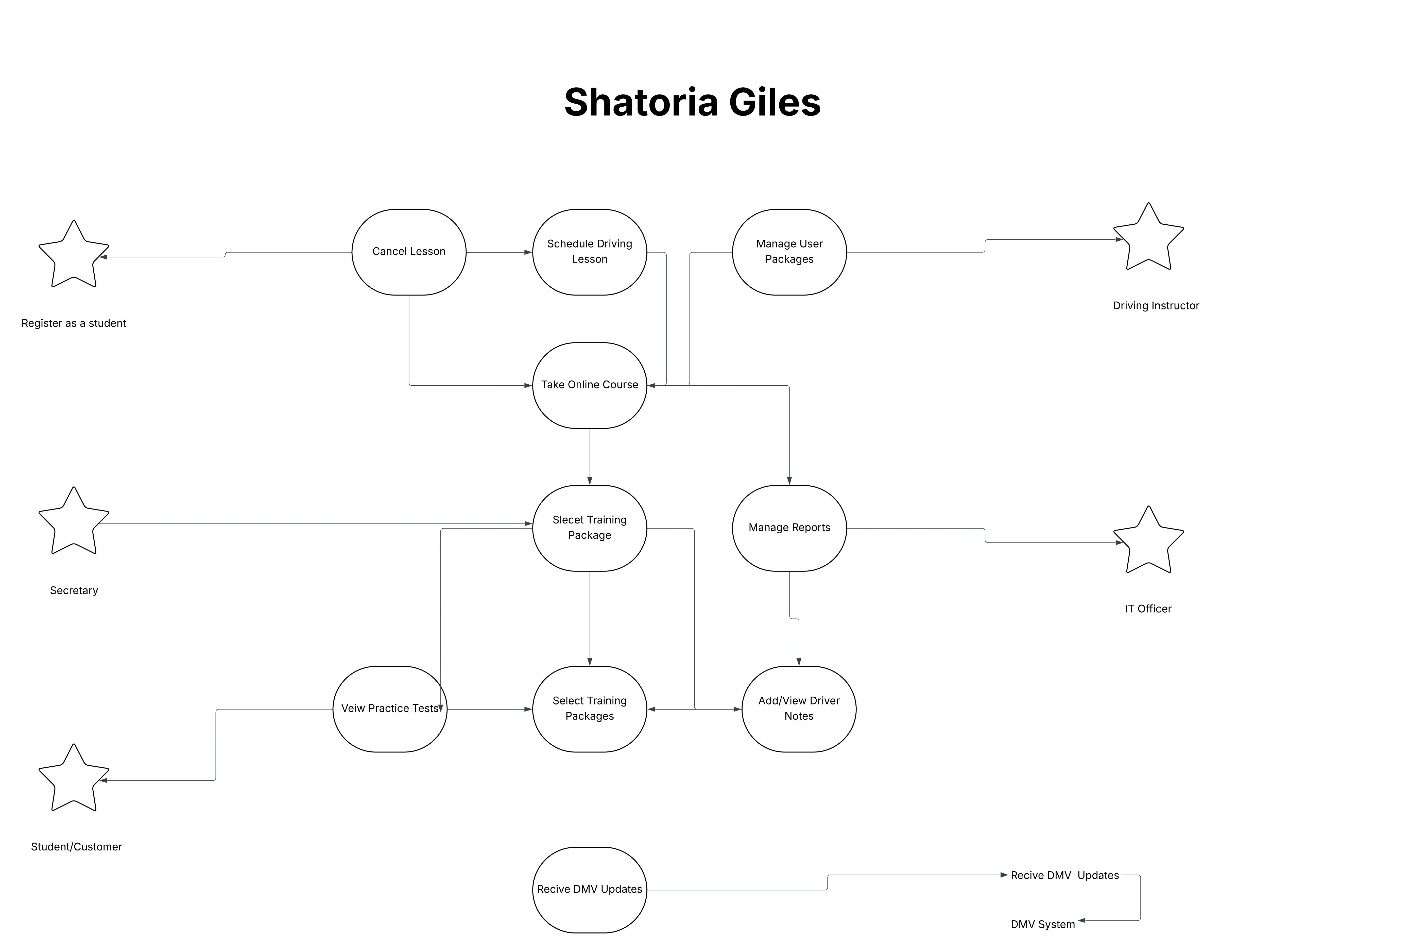 Shatoria Giles
Cancel Lesson
Schedule Driving
Lesson
Manage User
Packages
Driving Instructor
Register as a student
Take Online Course
Slecet Training
Package
Manage Reports
Secretary
IT Officer
Veiw Practice Tests
Select Training
Packages
Add/View Driver
Notes
Student/Customer
Recive DMV Updates
Recive DMV  Updates
DMV System